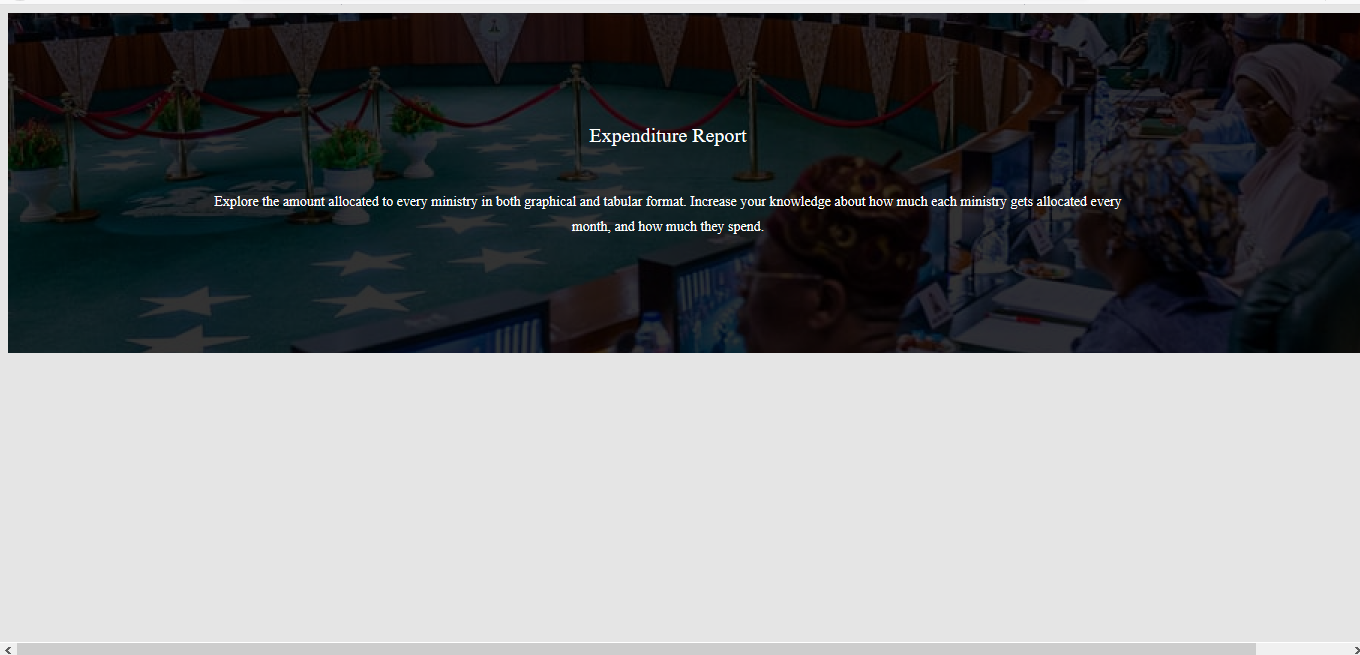 Expenditure Report
Explore the amount allocated to every ministry in both graphical and tabular format. Increase your knowledge about how much each ministry gets allocated every
month, and how much they spend.